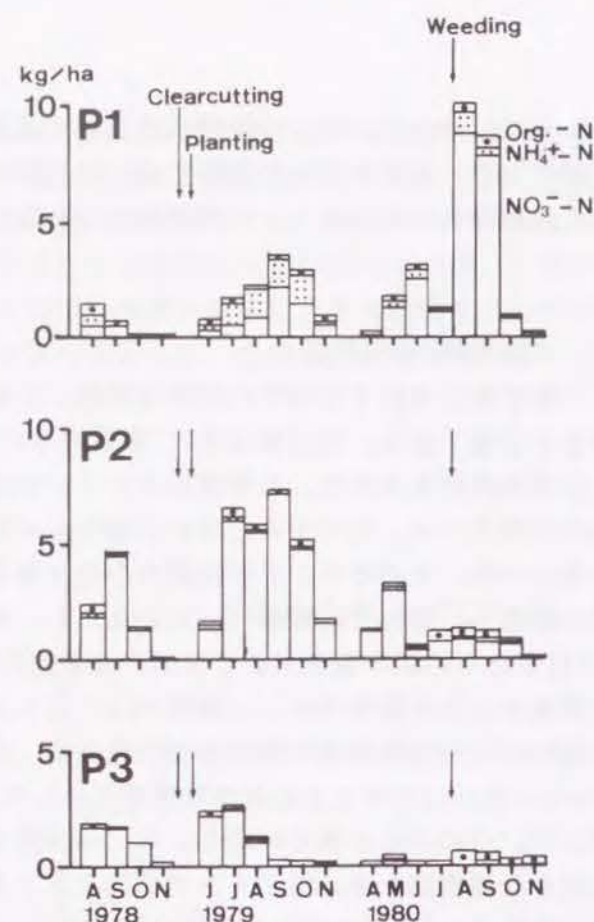 Weeding
kg/ha
Clearcutting
Planting
10
P1
Org. – N
NH₄⁺– N
NO₃⁻– N
5
0
10
P2
5
0
5
P3
0
A S O N J J A S O N A M J J A S O N
1978 1979 1980